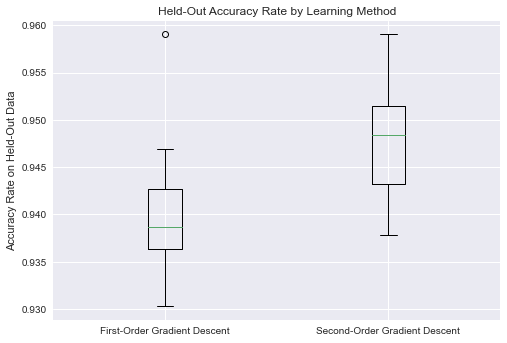 Held-Out Accuracy Rate by Learning Method
Accuracy Rate on Held-Out Data
0.960
0.955
0.950
0.945
0.940
0.935
0.930
First-Order Gradient Descent
Second-Order Gradient Descent